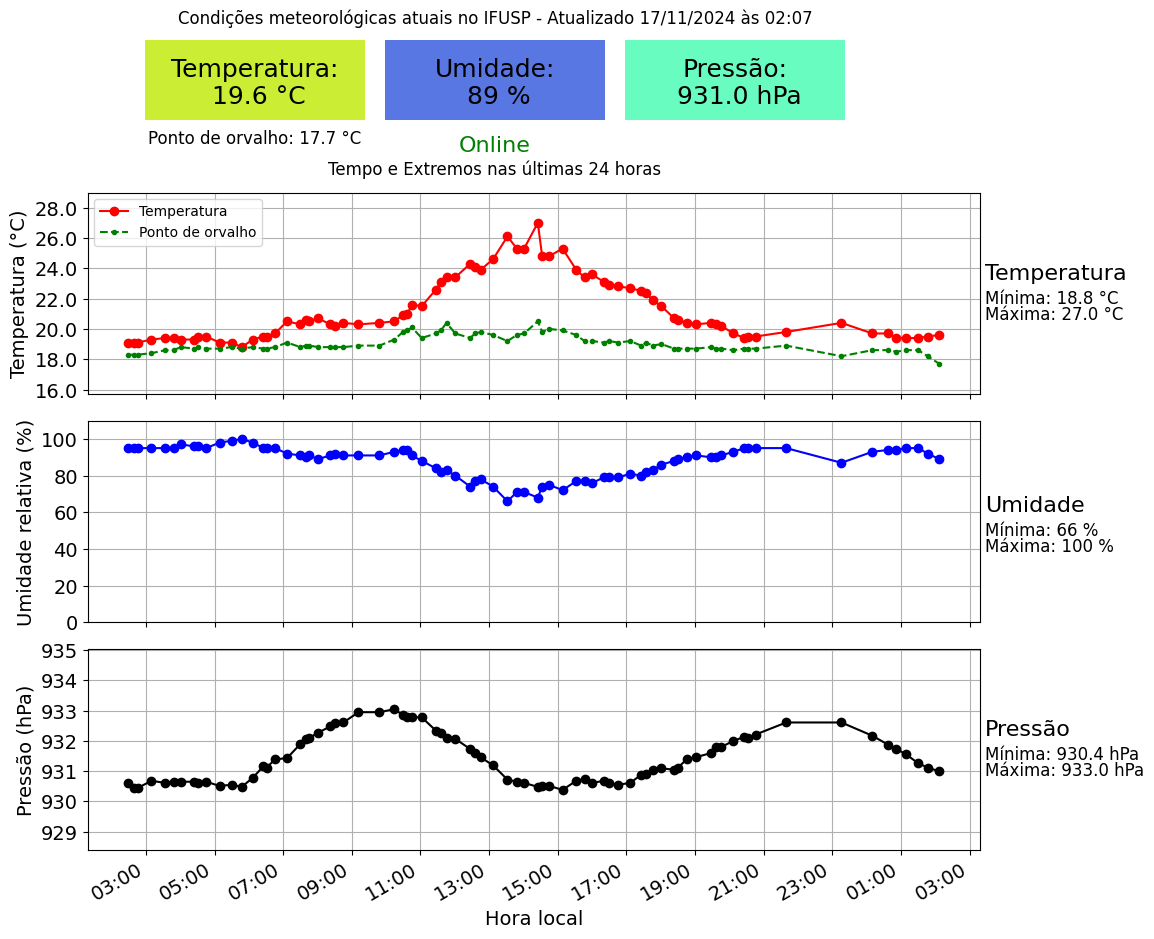 Condições meteorológicas atuais no IFUSP - Atualizado 17/11/2024 às 02:07
Temperatura:
19.6 °C
Umidade:
89 %
Pressão:
931.0 hPa
Ponto de orvalho: 17.7 °C
Online
Tempo e Extremos nas últimas 24 horas
Temperatura (°C)
28.0
26.0
24.0
22.0
20.0
18.0
16.0
Temperatura
Ponto de orvalho
Temperatura
Mínima: 18.8 °C
Máxima: 27.0 °C
Umidade relativa (%)
100
80
60
40
20
0
Umidade
Mínima: 66 %
Máxima: 100 %
Pressão (hPa)
935
934
933
932
931
930
929
Pressão
Mínima: 930.4 hPa
Máxima: 933.0 hPa
03:00 05:00 07:00 09:00 11:00 13:00 15:00 17:00 19:00 21:00 23:00 01:00 03:00
Hora local